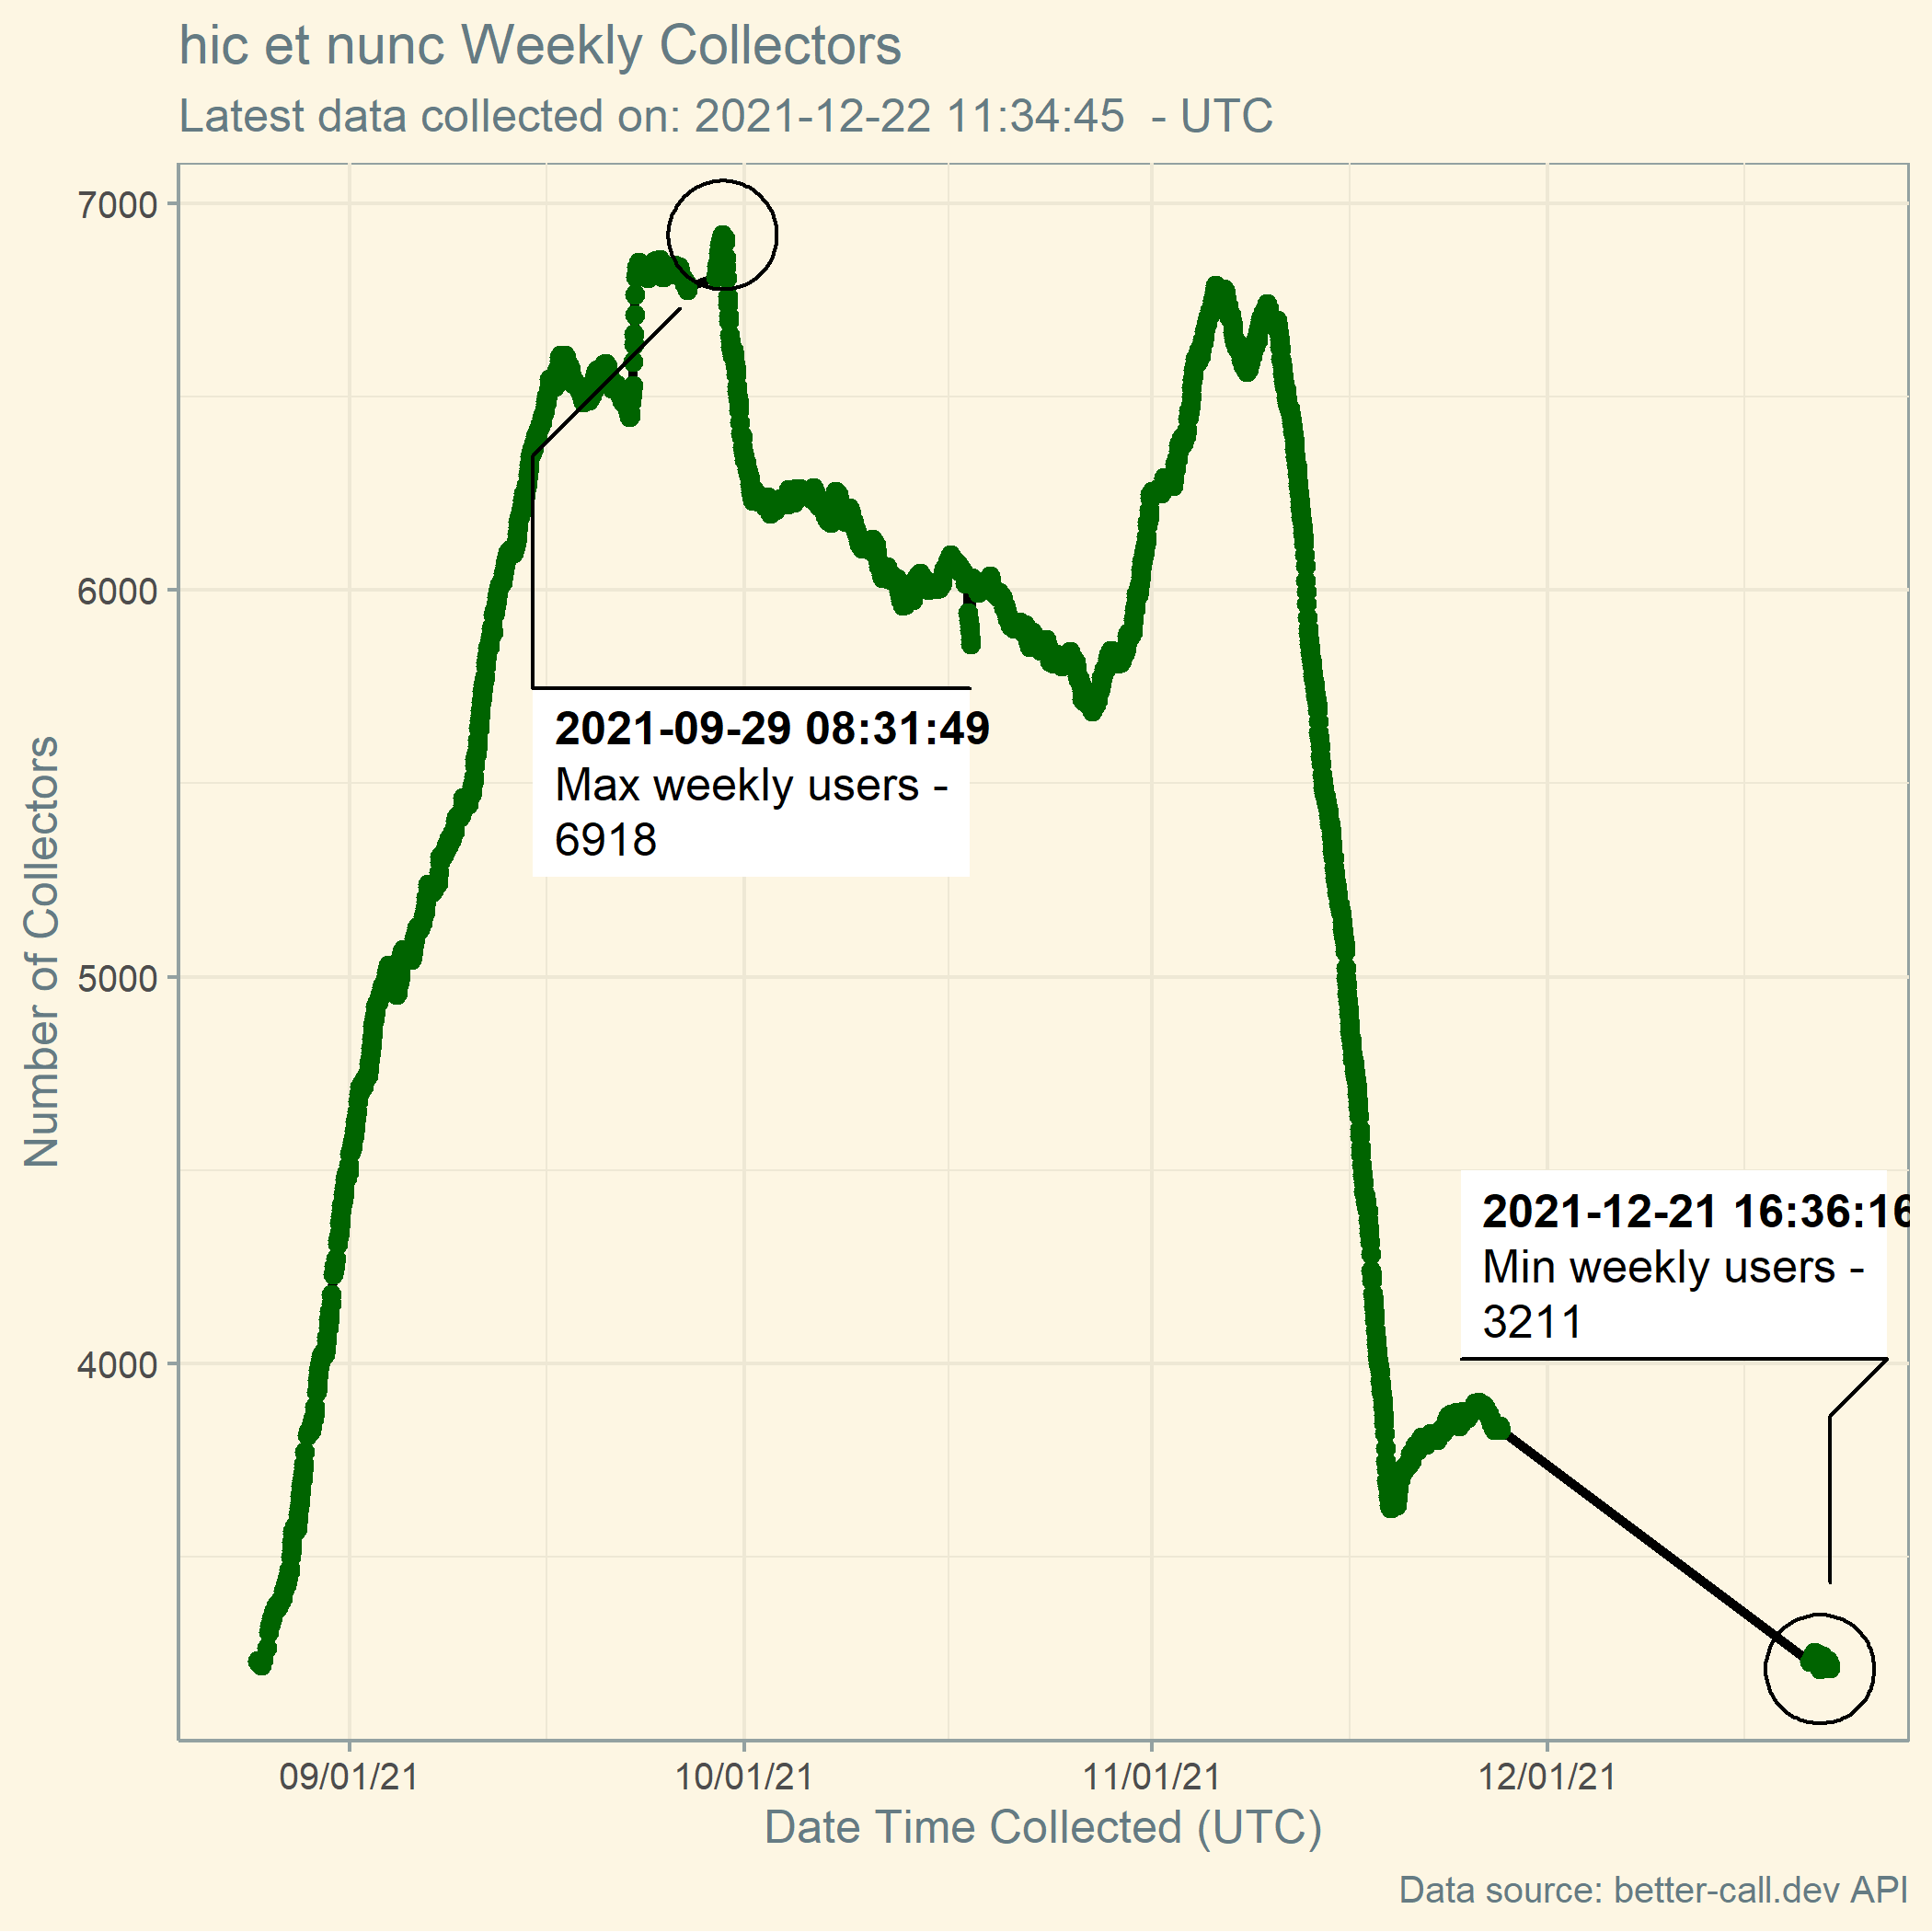 hic et nunc Weekly Collectors
Latest data collected on: 2021-12-22 11:34:45  - UTC
Number of Collectors
7000
6000
5000
4000
2021-09-29 08:31:49
Max weekly users -
6918
2021-12-21 16:36:16
Min weekly users -
3211
09/01/21
10/01/21
11/01/21
12/01/21
Date Time Collected (UTC)
Data source: better-call.dev API